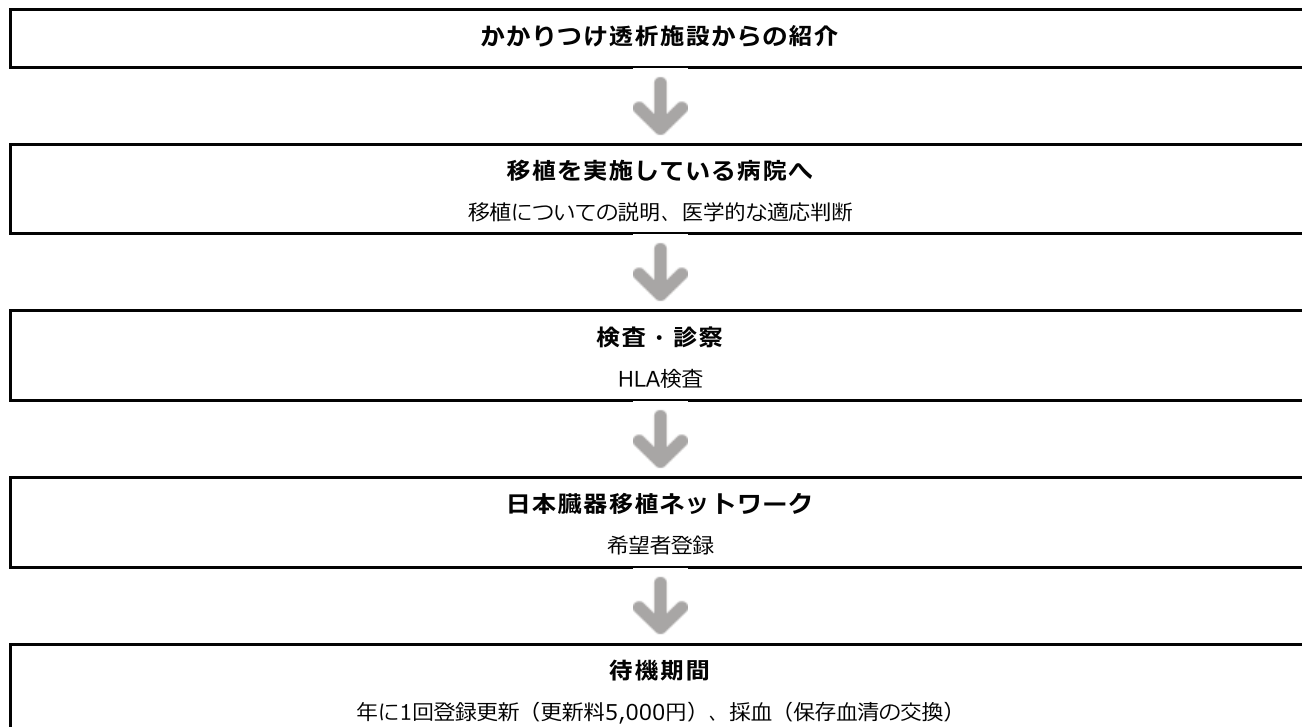 かかりつけ透析施設からの紹介
移植を実施している病院へ
移植についての説明、医学的な適応判断
検査・診察
HLA検査
日本臓器移植ネットワーク
希望者登録
待機期間
年に1回登録更新（更新料5,000円）、採血（保存血清の交換）